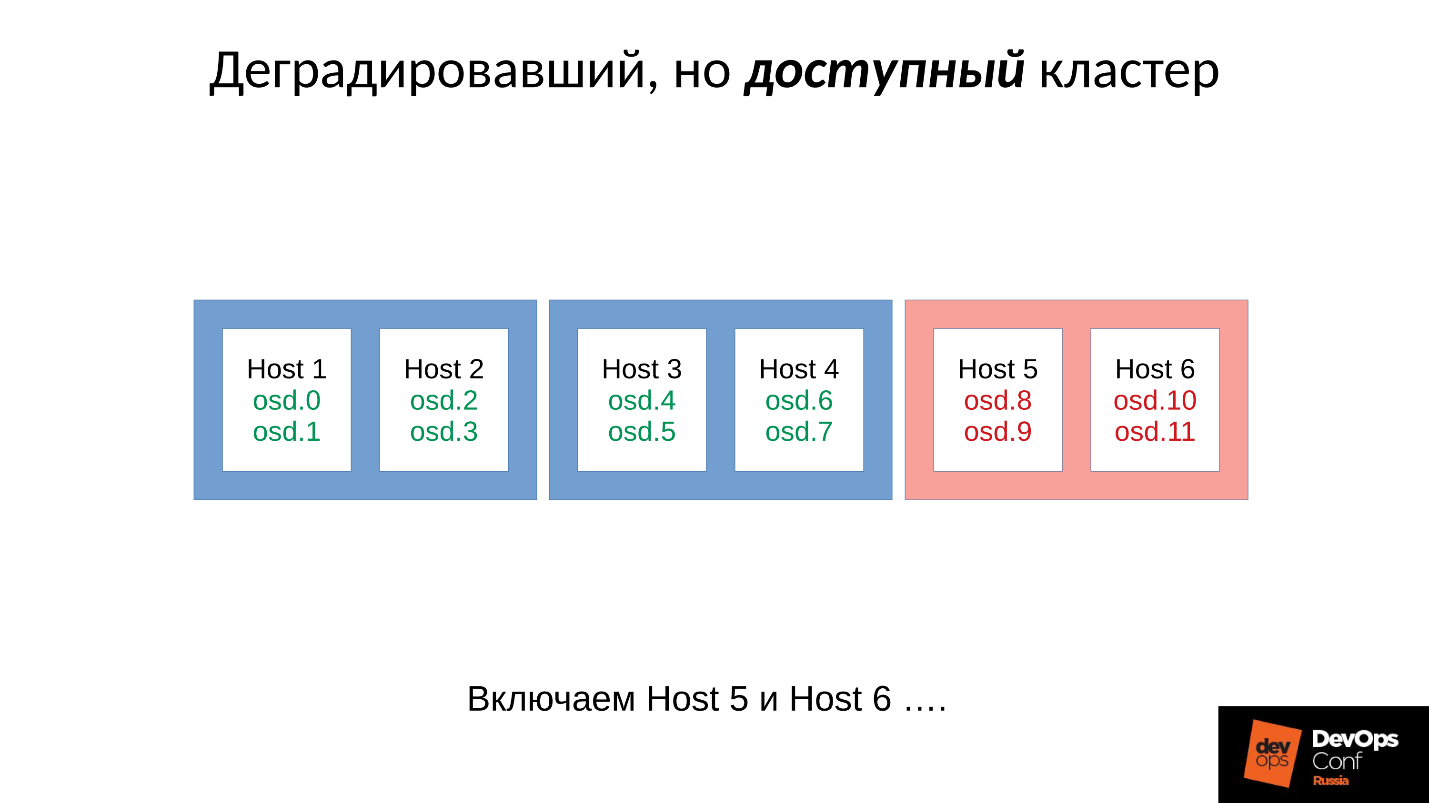 Деградировавший, но доступный кластер
Host 1
osd.0
osd.1
Host 2
osd.2
osd.3
Host 3
osd.4
osd.5
Host 4
osd.6
osd.7
Host 5
osd.8
osd.9
Host 6
osd.10
osd.11
Включаем Host 5 и Host 6 ….
dev
ops
DevOps
Conf
Russia